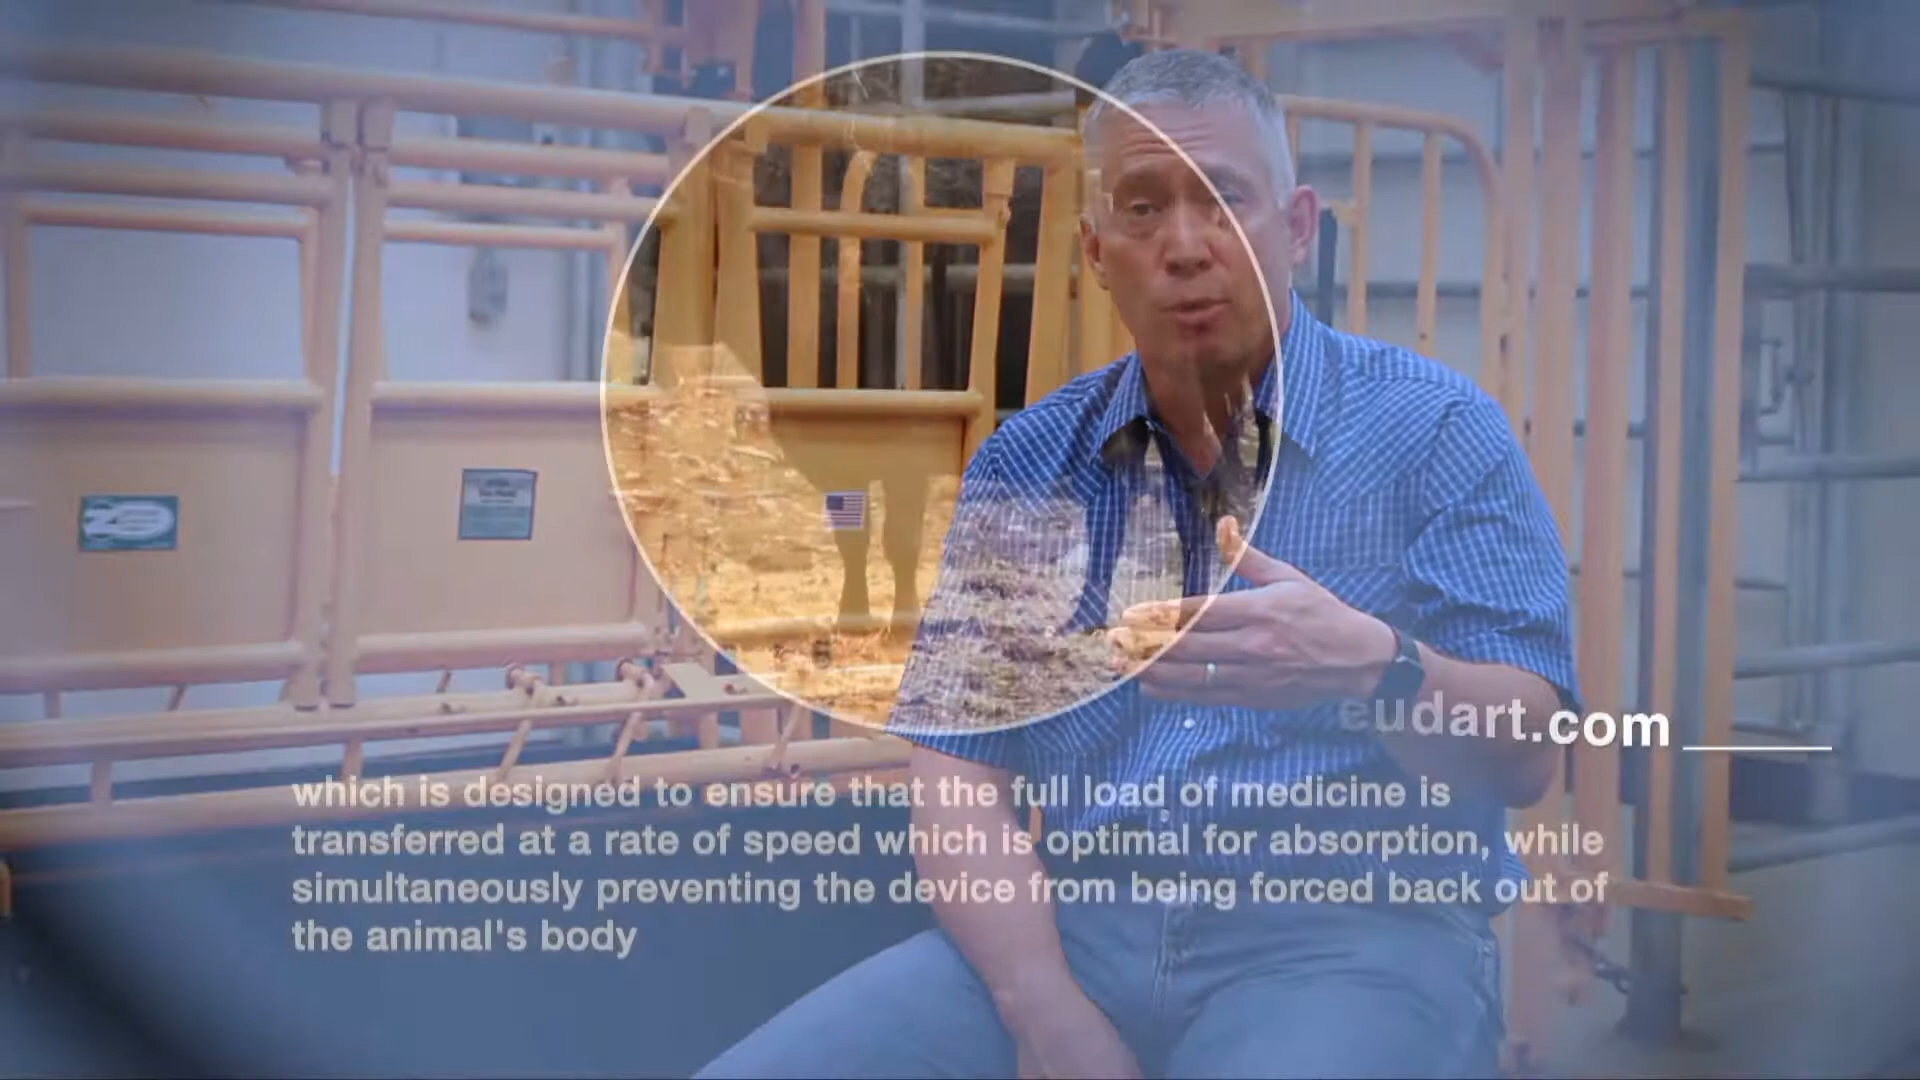 eudart.com
which is designed to ensure that the full load of medicine is
transferred at a rate of speed which is optimal for absorption, while
simultaneously preventing the device from being forced back out of
the animal's body